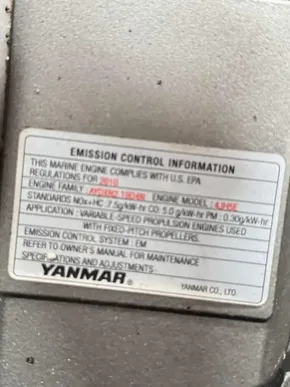 EMISSION CONTROL INFORMATION
THIS MARINE ENGINE COMPLIES WITH U.S. EPA
REGULATIONS FOR 2010
ENGINE FAMILY: ENGINE MODEL: 4JH5E
STANDARDS NOx+HC: 7.5g/kW-hr CO: 5.0 g/kW-hr PM: 0.30g/kW-hr
APPLICATION: VARIABLE-SPEED PROPULSION ENGINES USED
WITH FIXED-PITCH PROPELLERS.
EMISSION CONTROL SYSTEM: EM
REFER TO OWNER'S MANUAL FOR MAINTENANCE
SPECIFICATIONS AND ADJUSTMENTS
YANMAR® YANMAR CO., LTD.